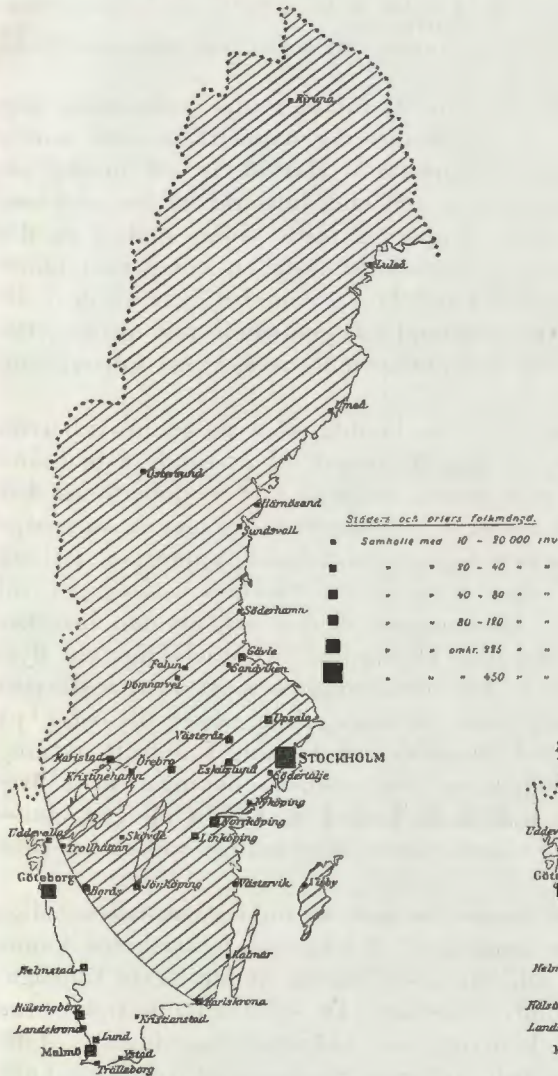 Kiruna
Luleå
Umeå
Östersund
Härnösand
Sundsvall
Städers och orters folkmängd.
Samhälle med 10 - 20 000 inv
" " 20 - 40 " "
" " 40 - 80 " "
" " 80 - 120 " "
" " omkr. 225 " "
" " " 450 " "
Söderhamn
Gävle
Falun
Sandviken
Domnarvet
Upsala
Västerås
STOCKHOLM
Karlstad
Örebro
Eskilstuna
Kristinehamn
Södertälje
Nyköping
Norrköping
Uddevalla
Skövde
Linköping
Trollhättan
Göteborg
Borås
Jönköping
Västervik
Visby
Kalmar
Halmstad
Karlskrona
Hälsingborg
Kristianstad
Landskrona
Lund
Malmö
Ystad
Trälleborg